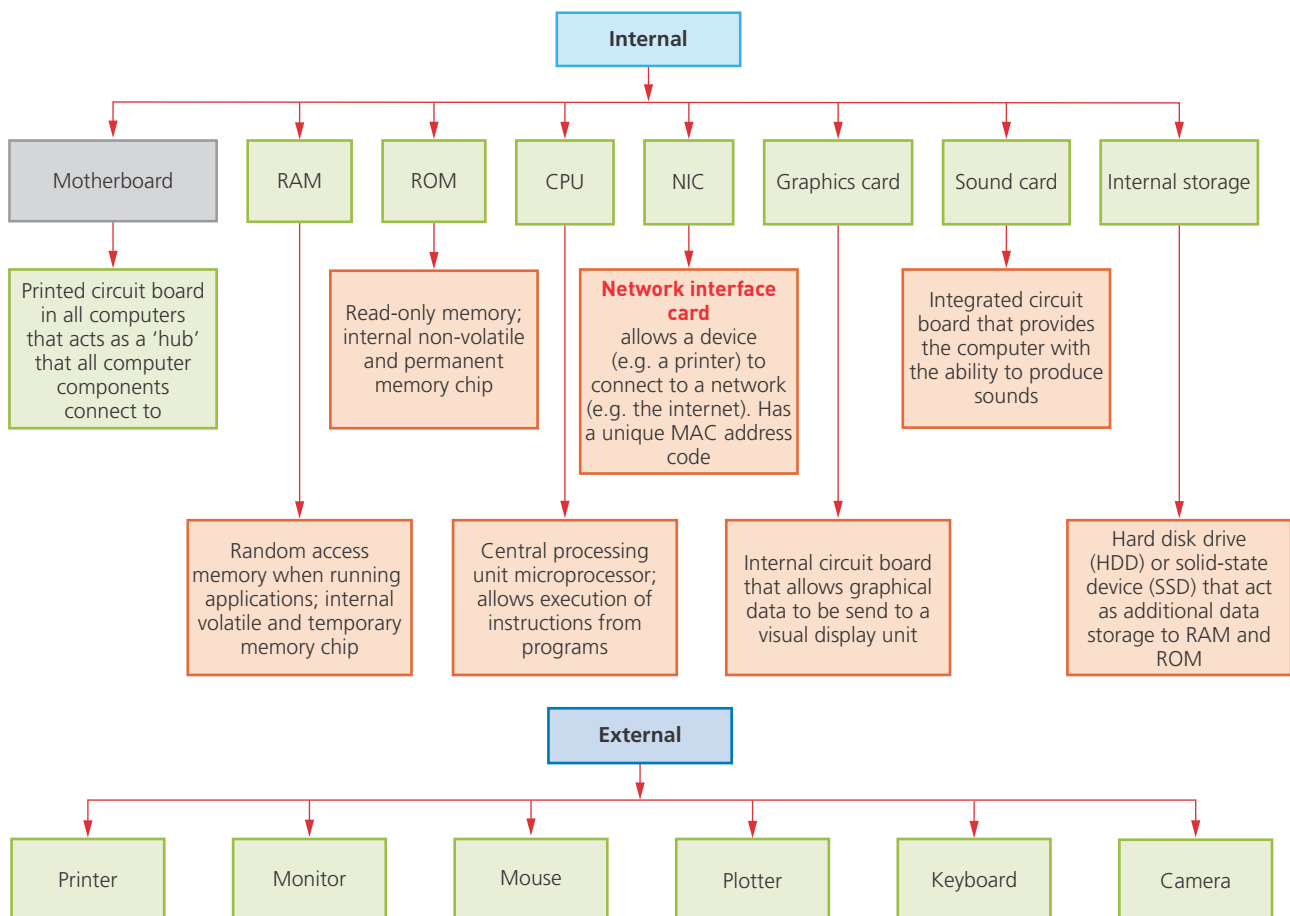 Internal
Motherboard
RAM
ROM
CPU
NIC
Graphics card
Sound card
Internal storage
Printed circuit board
in all computers
that acts as a ‘hub’
that all computer
components
connect to
Read-only memory;
internal non-volatile
and permanent
memory chip
Network interface
card
allows a device
(e.g. a printer) to
connect to a network
(e.g. the internet). Has
a unique MAC address
code
Integrated circuit
board that provides
the computer with
the ability to produce
sounds
Random access
memory when running
applications; internal
volatile and temporary
memory chip
Central processing
unit microprocessor;
allows execution of
instructions from
programs
Internal circuit board
that allows graphical
data to be send to a
visual display unit
Hard disk drive
(HDD) or solid-state
device (SSD) that act
as additional data
storage to RAM and
ROM
External
Printer
Monitor
Mouse
Plotter
Keyboard
Camera